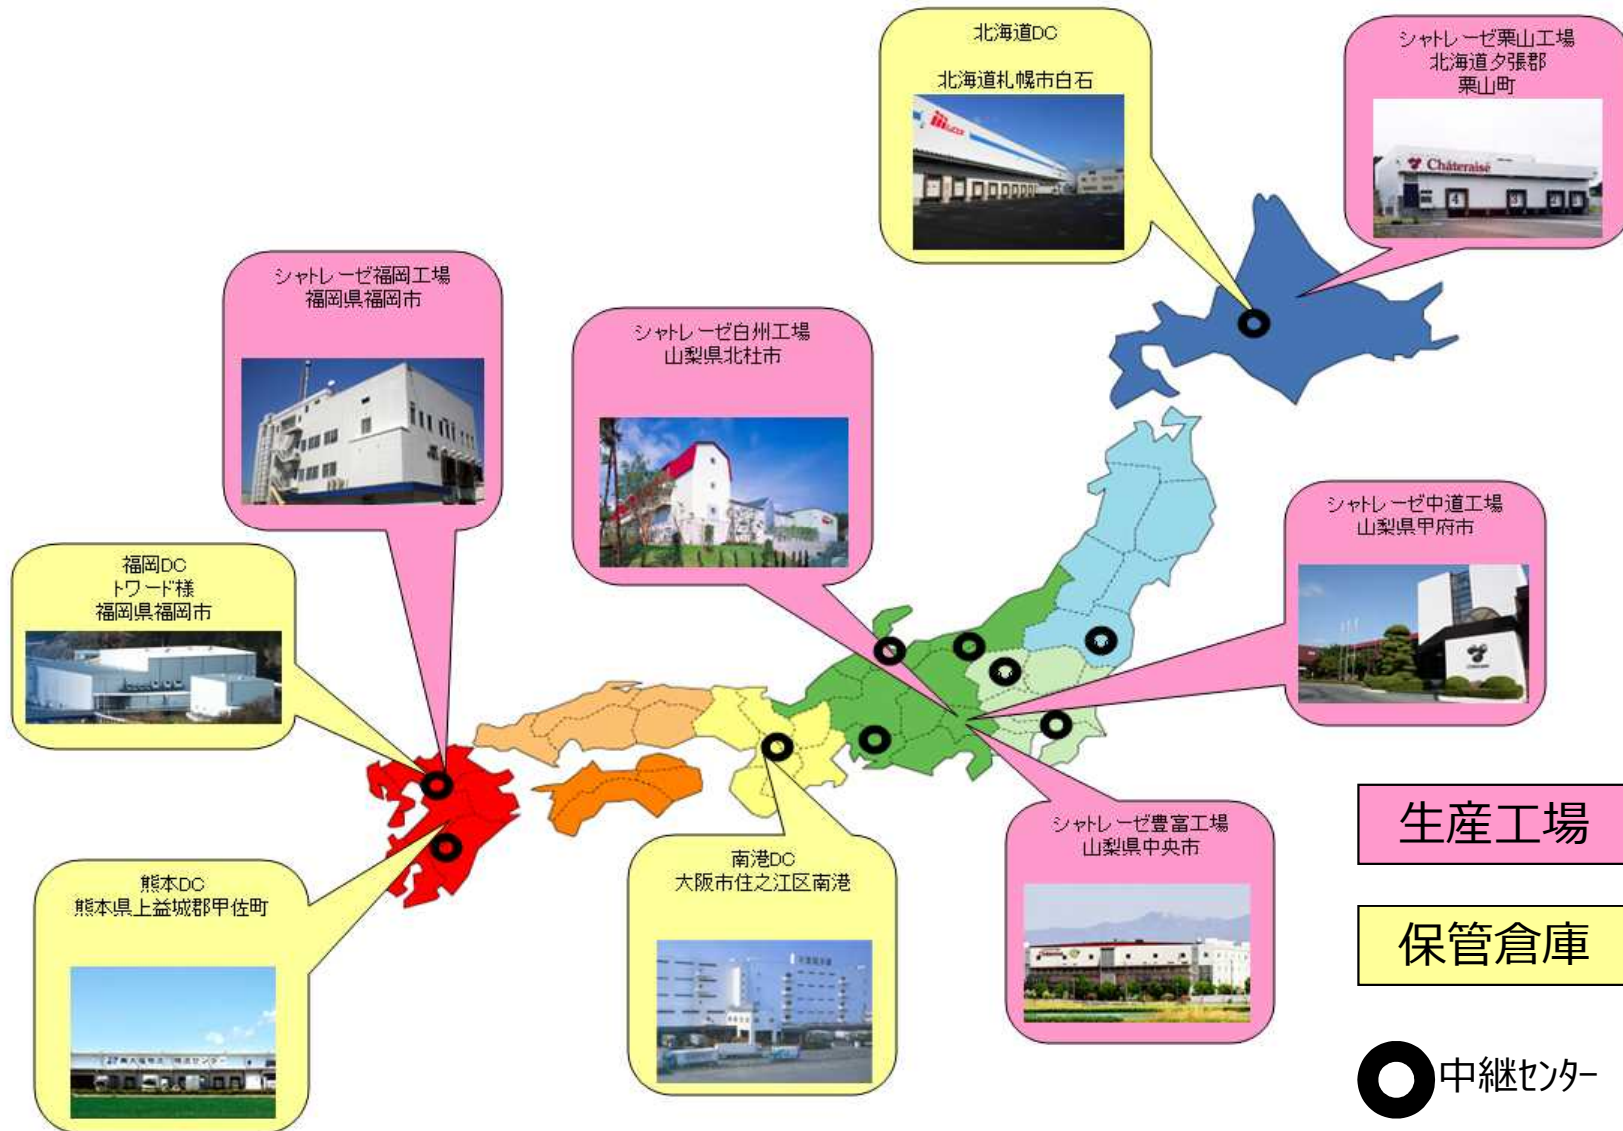 北海道DC
北海道札幌市白石
シャトレーゼ栗山工場
北海道夕張郡
栗山町
Châteraisé
4
3
シャトレーゼ福岡工場
福岡県福岡市
シャトレーゼ白州工場
山梨県北杜市
シャトレーゼ中道工場
山梨県甲府市
福岡DC
トワード様
福岡県福岡市
熊本DC
熊本県上益城郡甲佐町
南港DC
大阪市住之江区南港
シャトレーゼ豊富工場
山梨県中央市
生産工場
保管倉庫
中継センター